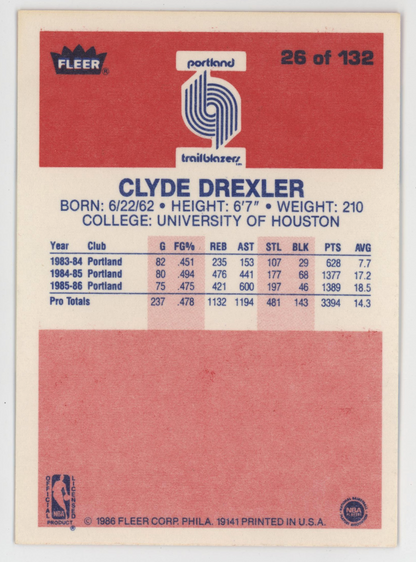 FLEER®
portland
trailblazers
26 of 132
CLYDE DREXLER
BORN: 6/22/62 • HEIGHT: 6'7" • WEIGHT: 210
COLLEGE: UNIVERSITY OF HOUSTON
Year Club G FG% REB AST STL BLK PTS AVG
1983-84 Portland 82 .451 235 153 107 29 628 7.7
1984-85 Portland 80 .494 476 441 177 68 1377 17.2
1985-86 Portland 75 .475 421 600 197 46 1389 18.5
Pro Totals 237 .478 1132 1194 481 143 3394 14.3
OFFICIAL LICENSED
NBA
PRODUCT
© 1986 FLEER CORP. PHILA. 19141 PRINTED IN U.S.A.
NBA